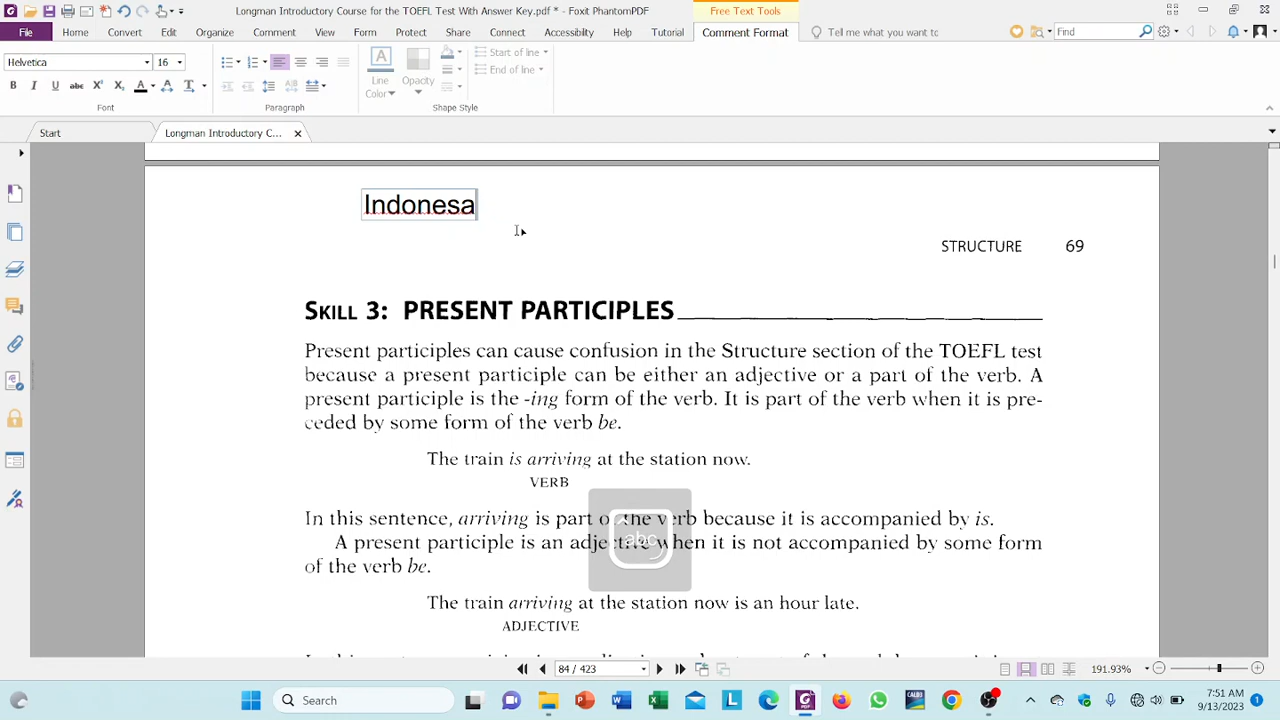 Longman Introductory Course for the TOEFL Test With Answer Key.pdf * - Foxit PhantomPDF
Free Text Tools
File Home Convert Edit Organize Comment View Form Protect Share Connect Accessibility Help Tutorial Comment Format Tell me what you want to Find
Helvetica 16 Start of line
Line Color Opacity End of line
B I U abc X² X₂ A
Font Paragraph Shape Style
Start Longman Introductory C...
Indonesa
STRUCTURE 69
SKILL 3: PRESENT PARTICIPLES
Present participles can cause confusion in the Structure section of the TOEFL test
because a present participle can be either an adjective or a part of the verb. A
present participle is the -ing form of the verb. It is part of the verb when it is pre-
ceded by some form of the verb be.
The train is arriving at the station now.
VERB
In this sentence, arriving is part of the verb because it is accompanied by is.
abc
A present participle is an adjective when it is not accompanied by some form
of the verb be.
The train arriving at the station now is an hour late.
ADJECTIVE
84 / 423 191.93%
Search 7:51 AM
9/13/2023